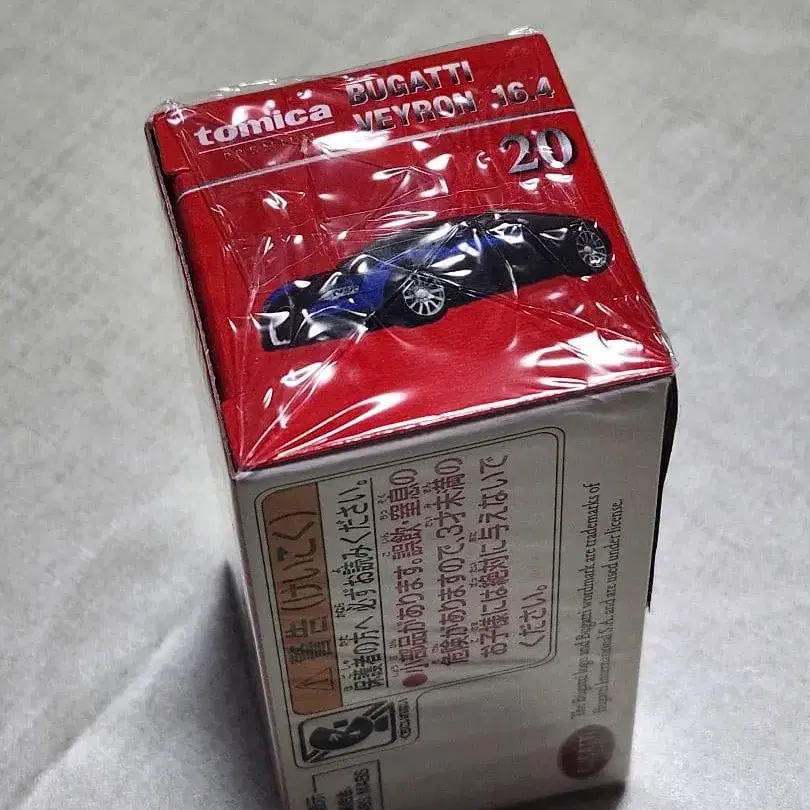 tomica
PREMIUM
BUGATTI
VEYRON 16.4
20
警告(けいこく)
保護者の方へ 必ずお読みください。
●小部品があります。誤飲・窒息の
危険がありますので、3才未満の
お子様には絶対に与えないで
ください。
The Bugatti logo and Bugatti wordmark are trademarks of
Bugatti International S.A. and are used under license.
BUGATTI